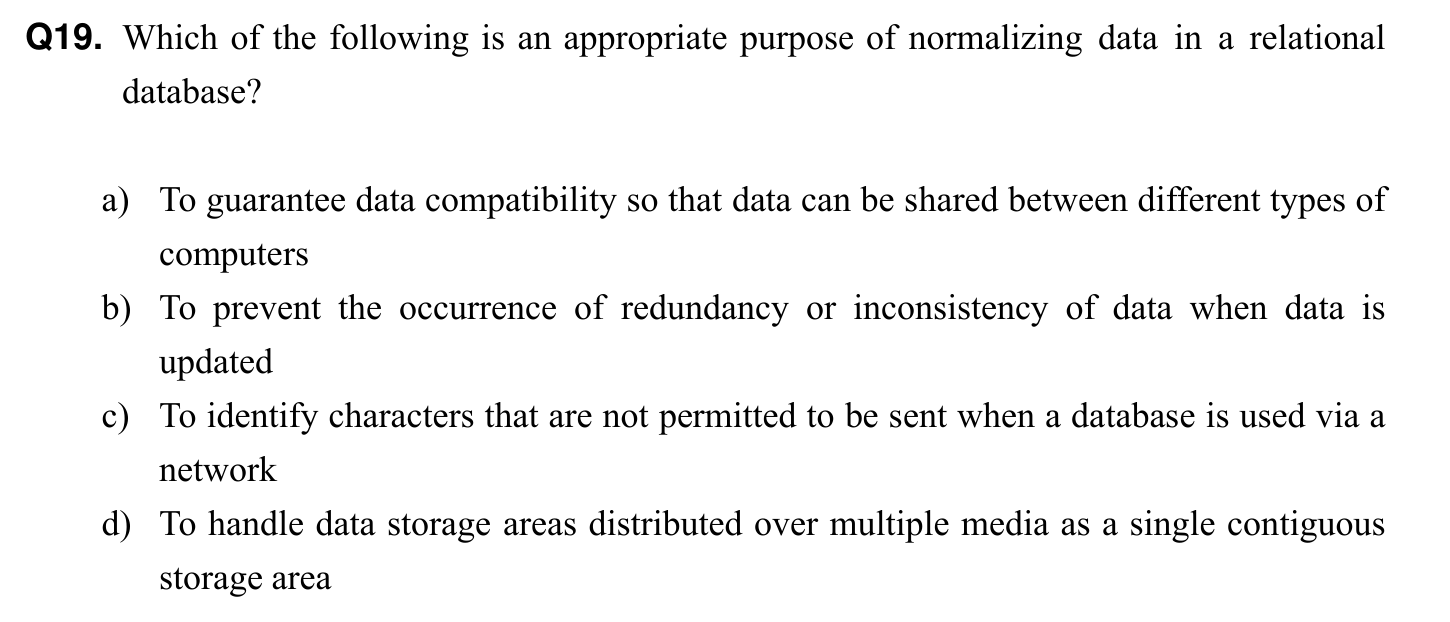 Q19. Which of the following is an appropriate purpose of normalizing data in a relational
database?
a) To guarantee data compatibility so that data can be shared between different types of
computers
b) To prevent the occurrence of redundancy or inconsistency of data when data is
updated
c) To identify characters that are not permitted to be sent when a database is used via a
network
d) To handle data storage areas distributed over multiple media as a single contiguous
storage area